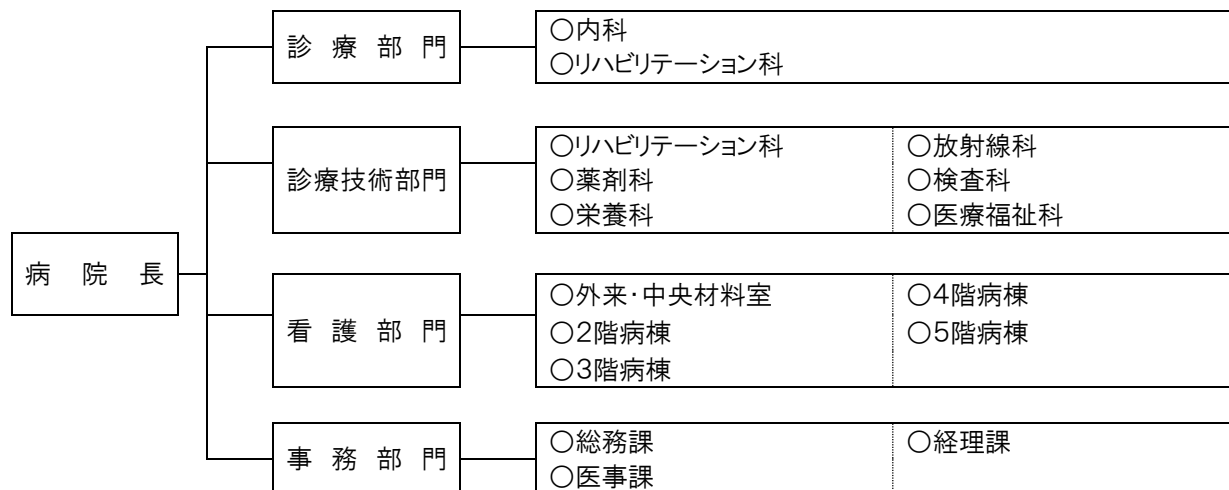 診療部門
○内科
○リハビリテーション科
診療技術部門
○リハビリテーション科
○薬剤科
○栄養科
○放射線科
○検査科
○医療福祉科
病院長
看護部門
○外来・中央材料室
○2階病棟
○3階病棟
○4階病棟
○5階病棟
事務部門
○総務課
○医事課
○経理課